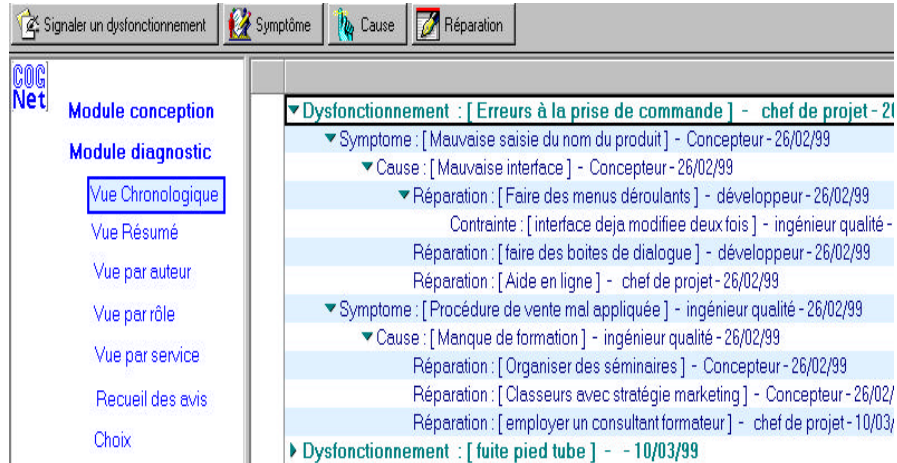 Signaler un dysfonctionnement Symptôme Cause Réparation
COG
Net
Module conception
Module diagnostic
Vue Chronologique
Vue Résumé
Vue par auteur
Vue par rôle
Vue par service
Recueil des avis
Choix
Dysfonctionnement : [ Erreurs à la prise de commande ] - chef de projet - 2
Symptome : [ Mauvaise saisie du nom du produit ] - Concepteur - 26/02/99
Cause : [ Mauvaise interface ] - Concepteur - 26/02/99
Réparation : [ Faire des menus déroulants ] - développeur - 26/02/99
Contrainte : [ interface deja modifiee deux fois ] - ingénieur qualité -
Réparation : [ faire des boites de dialogue ] - développeur - 26/02/99
Réparation : [ Aide en ligne ] - chef de projet - 26/02/99
Symptome : [ Procédure de vente mal appliquée ] - ingénieur qualité - 26/02/99
Cause : [ Manque de formation ] - ingénieur qualité - 26/02/99
Réparation : [ Organiser des séminaires ] - Concepteur - 26/02/99
Réparation : [ Classeurs avec stratégie marketing ] - Concepteur - 26/02/
Réparation : [ employer un consultant formateur ] - chef de projet - 10/03/
Dysfonctionnement : [ fuite pied tube ] - - 10/03/99